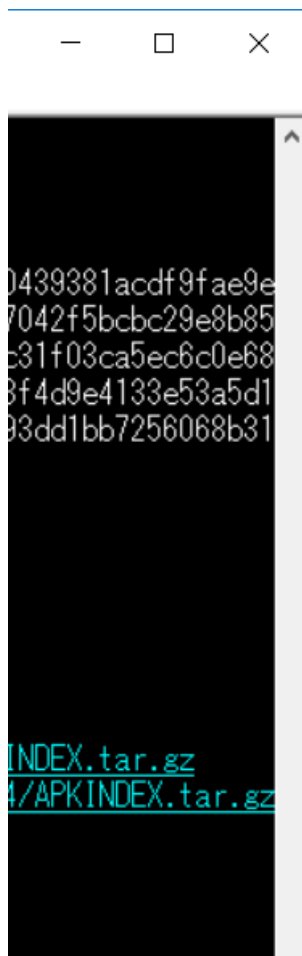 0439381acdf9fae9e
7042f5bcbc29e8b85
c31f03ca5ec6c0e68
3f4d9e4133e53a5d1
93dd1bb7256068b31
INDEX.tar.gz
4/APKINDEX.tar.gz